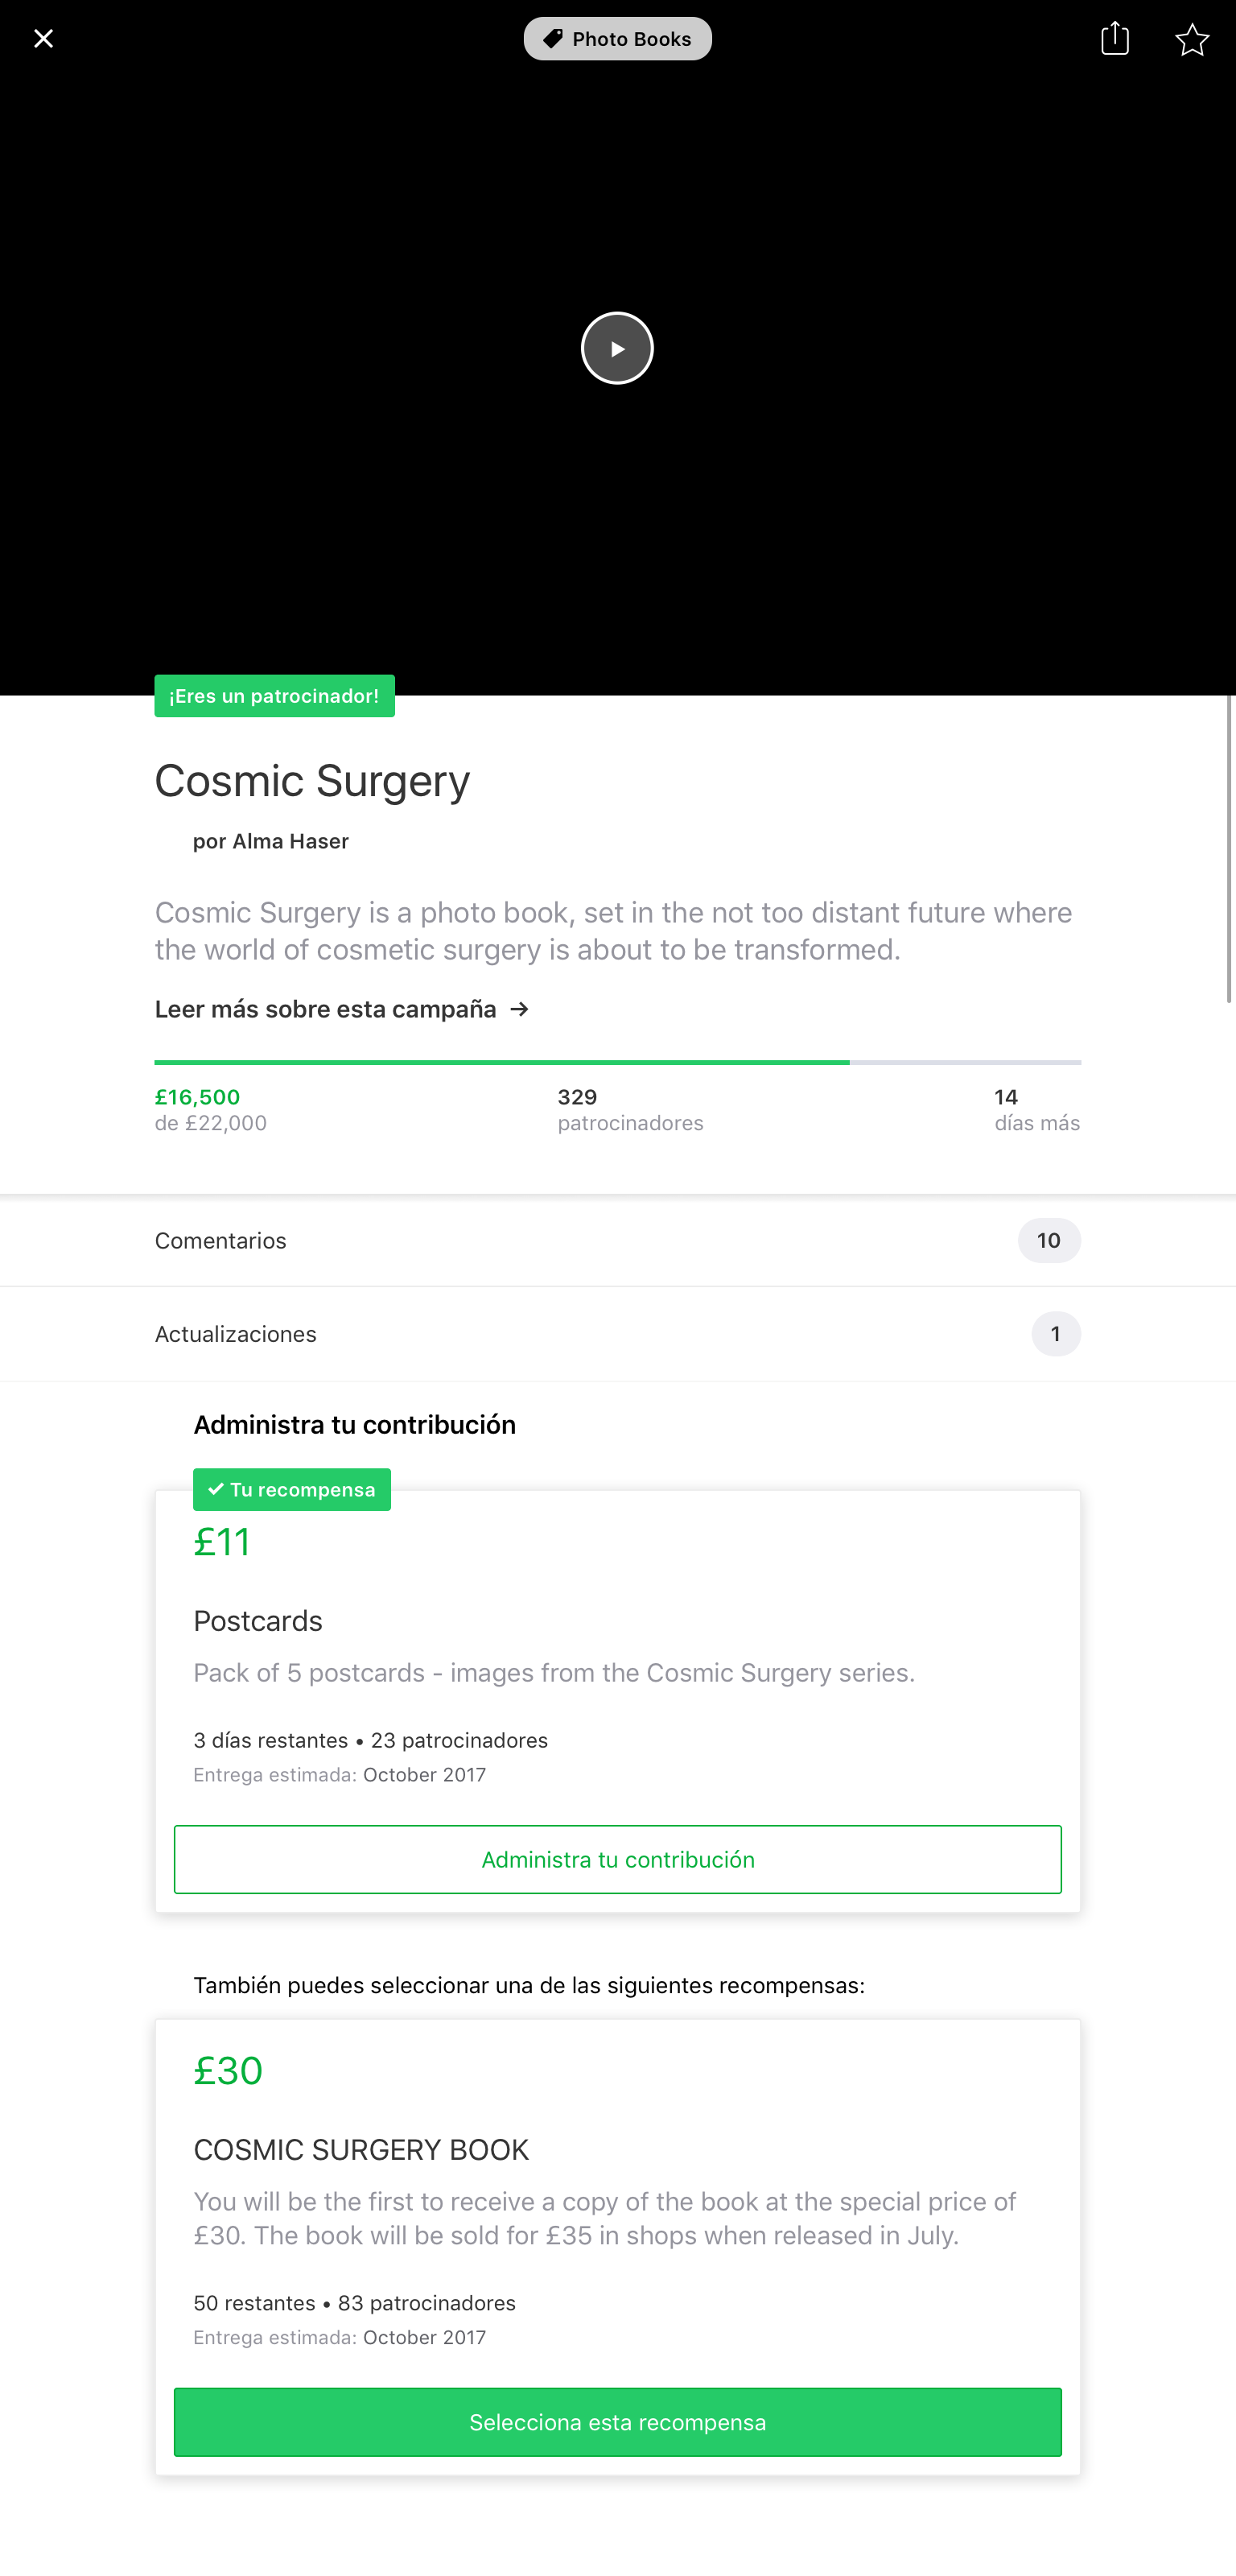 Photo Books
¡Eres un patrocinador!
Cosmic Surgery
por Alma Haser
Cosmic Surgery is a photo book, set in the not too distant future where
the world of cosmetic surgery is about to be transformed.
Leer más sobre esta campaña →
£16,500
de £22,000
329
patrocinadores
14
días más
Comentarios
10
Actualizaciones
1
Administra tu contribución
✓ Tu recompensa
£11
Postcards
Pack of 5 postcards - images from the Cosmic Surgery series.
3 días restantes • 23 patrocinadores
Entrega estimada: October 2017
Administra tu contribución
También puedes seleccionar una de las siguientes recompensas:
£30
COSMIC SURGERY BOOK
You will be the first to receive a copy of the book at the special price of
£30. The book will be sold for £35 in shops when released in July.
50 restantes • 83 patrocinadores
Entrega estimada: October 2017
Selecciona esta recompensa